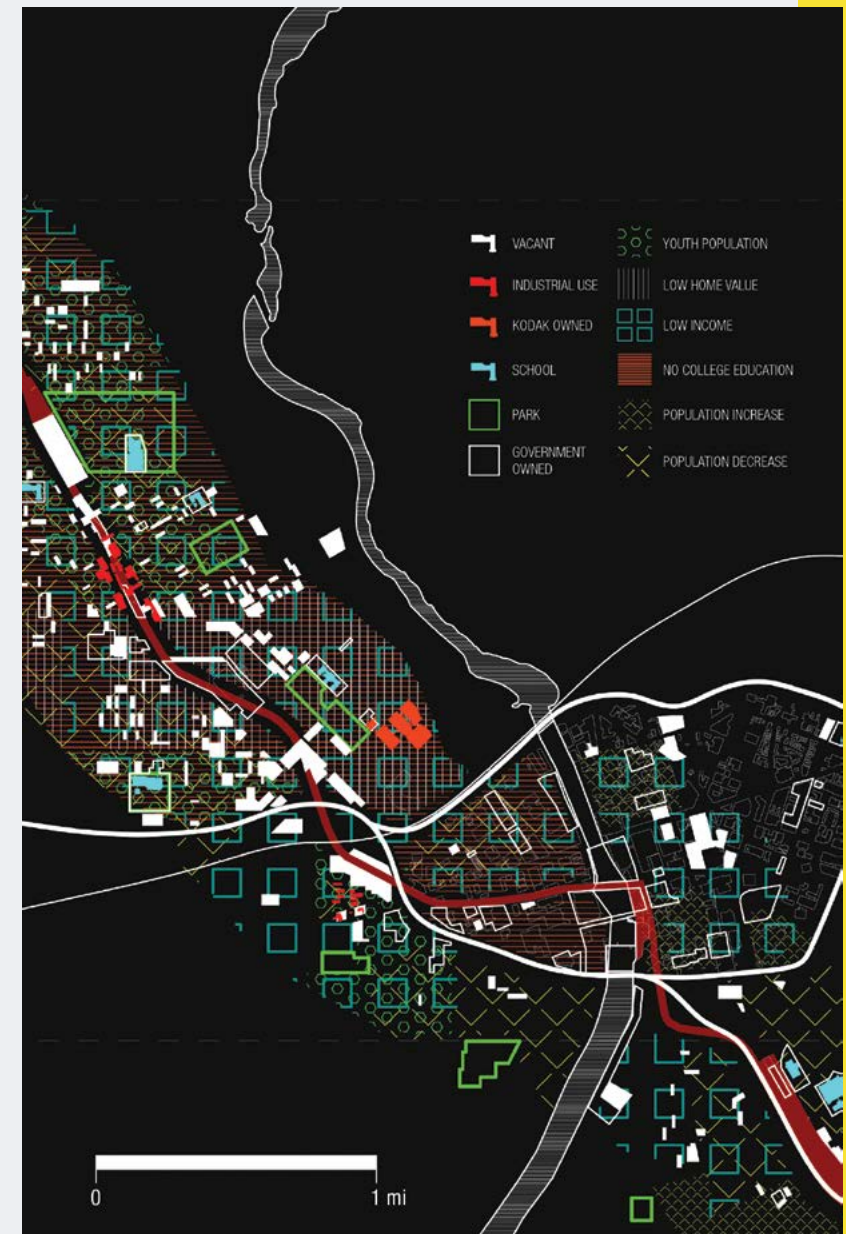 VACANT
INDUSTRIAL USE
KODAK OWNED
SCHOOL
PARK
GOVERNMENT
OWNED
YOUTH POPULATION
LOW HOME VALUE
LOW INCOME
NO COLLEGE EDUCATION
POPULATION INCREASE
POPULATION DECREASE
0
1 mi